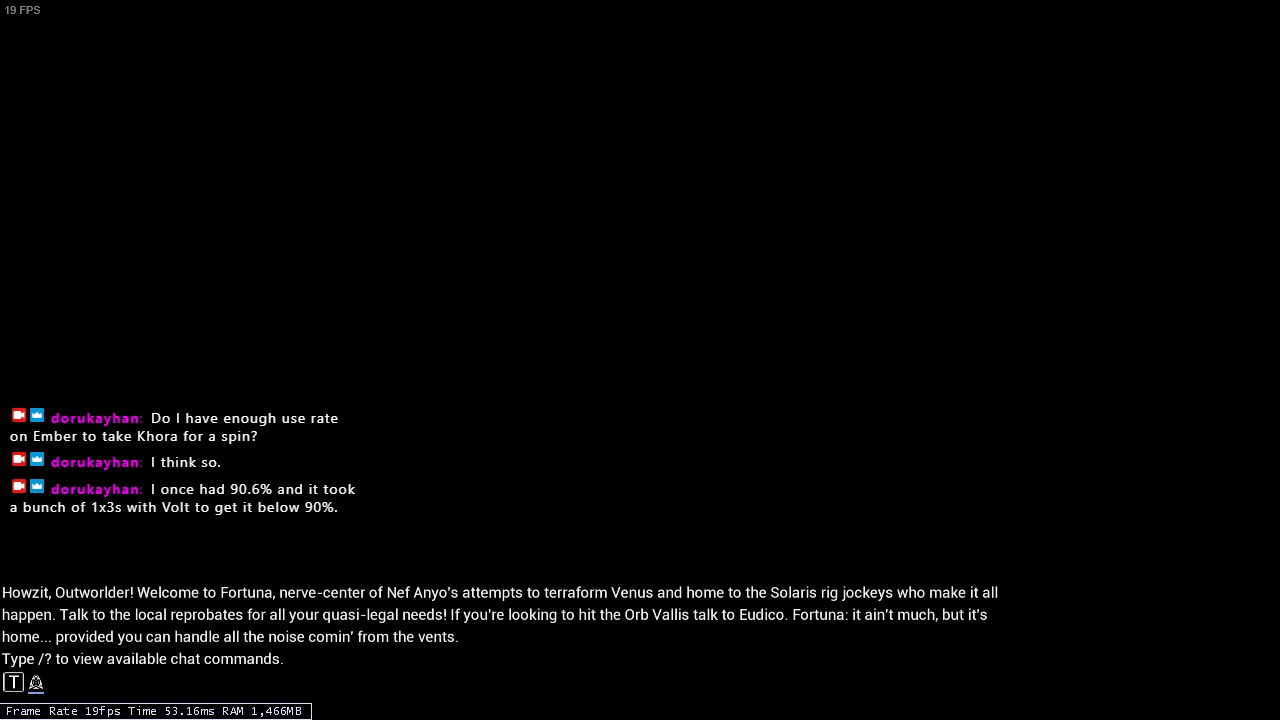 19 FPS
dorukayhan: Do I have enough use rate
on Ember to take Khora for a spin?
dorukayhan: I think so.
dorukayhan: I once had 90.6% and it took
a bunch of 1x3s with Volt to get it below 90%.
Howzit, Outworlder! Welcome to Fortuna, nerve-center of Nef Anyo's attempts to terraform Venus and home to the Solaris rig jockeys who make it all
happen. Talk to the local reprobates for all your quasi-legal needs! If you're looking to hit the Orb Vallis talk to Eudico. Fortuna: it ain't much, but it's
home... provided you can handle all the noise comin' from the vents.
Type /? to view available chat commands.
T
Frame Rate 19fps Time 53.16ms RAM 1,466MB